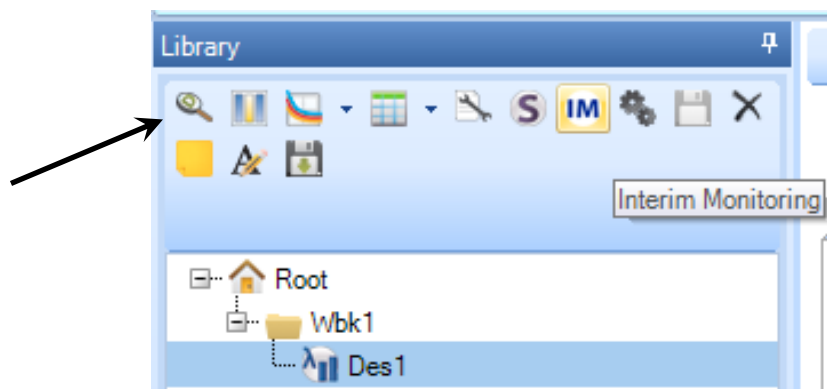 Library
S IM
A
Interim Monitoring
Root
Wbk1
λ Des1